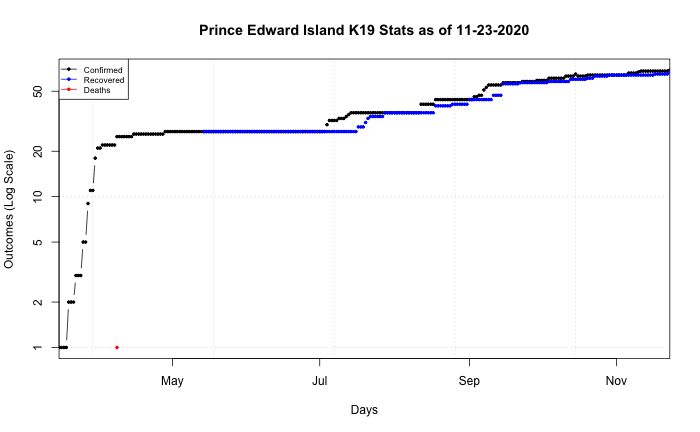 Prince Edward Island K19 Stats as of 11-23-2020
Confirmed
Recovered
Deaths
Outcomes (Log Scale)
50
20
10
5
2
1
May
Jul
Sep
Nov
Days